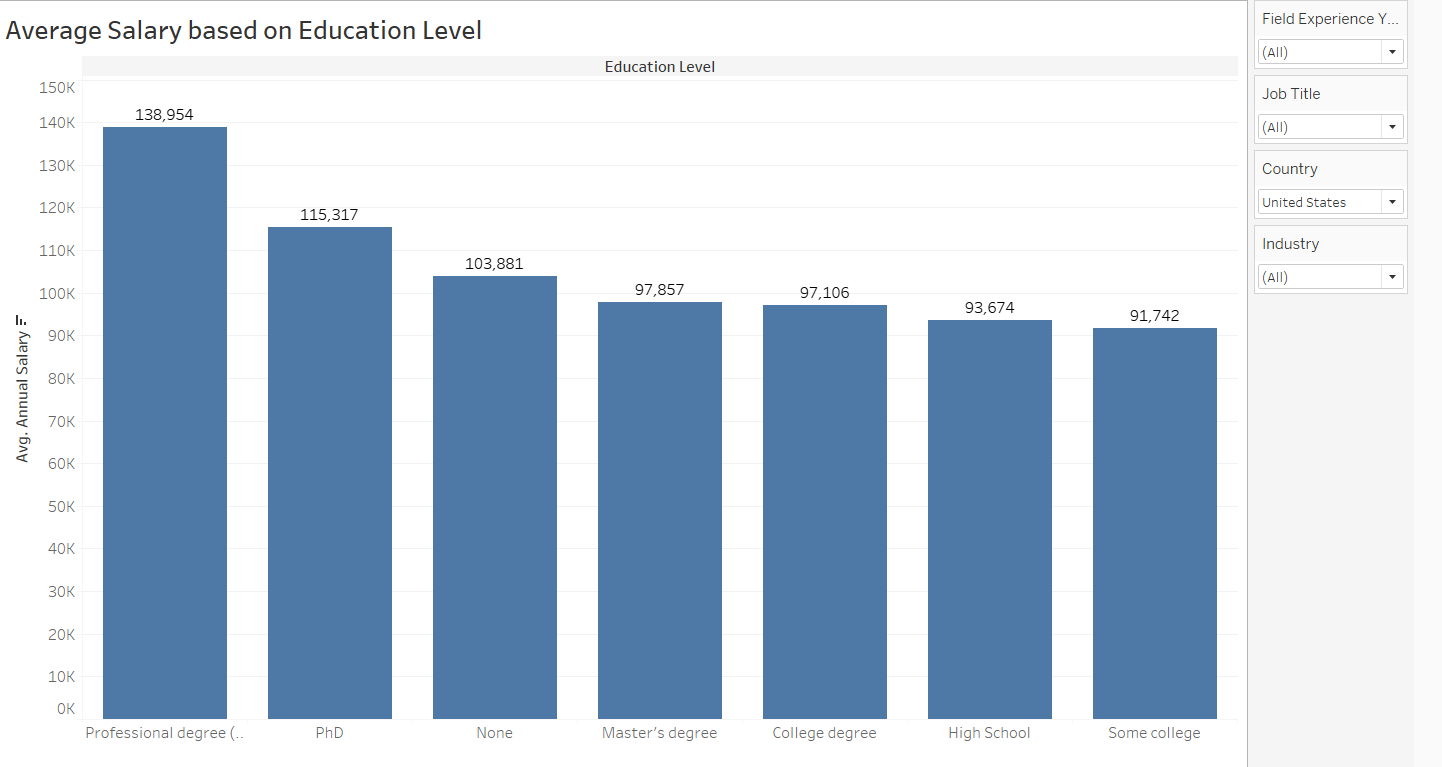 Average Salary based on Education Level
Education Level
150K
140K
130K
120K
110K
100K
90K
80K
70K
60K
50K
40K
30K
20K
10K
0K
Avg. Annual Salary
138,954
115,317
103,881
97,857
97,106
93,674
91,742
Professional degree (..
PhD
None
Master's degree
College degree
High School
Some college
Field Experience Y...
(All)
Job Title
(All)
Country
United States
Industry
(All)